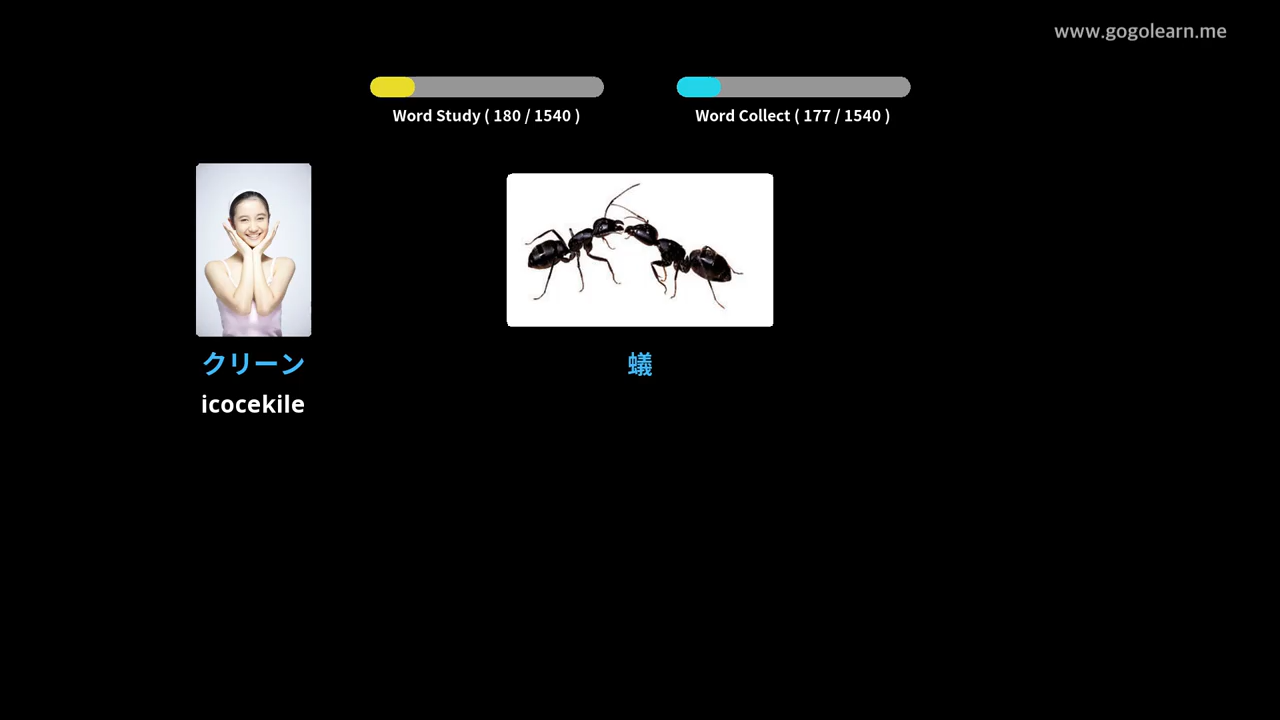 www.gogolearn.me
Word Study ( 180 / 1540 )
Word Collect ( 177 / 1540 )
クリーン
icocekile
蟻